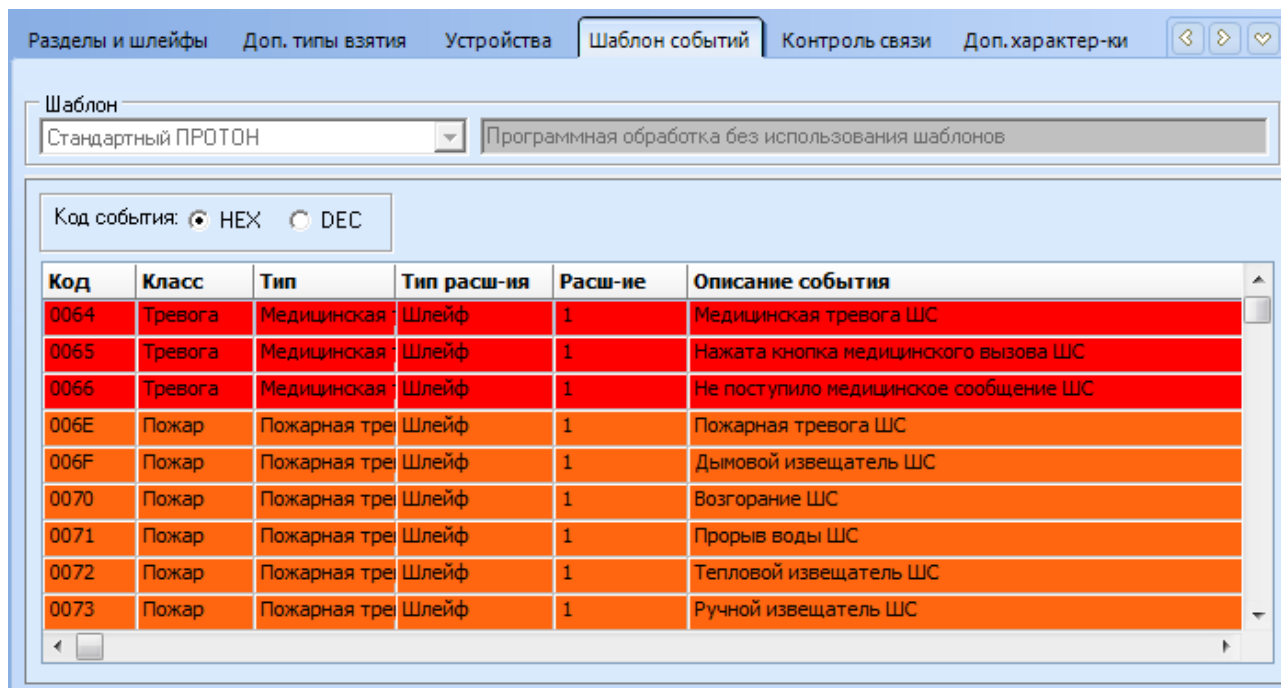 Разделы и шлейфы Доп. типы взятия Устройства Шаблон событий Контроль связи Доп. характер-ки
Шаблон
Стандартный ПРОТОН Программная обработка без использования шаблонов
Код события: HEX DEC
Код Класс Тип Тип расш-ия Расш-ие Описание события
0064 Тревога Медицинская Шлейф 1 Медицинская тревога ШС
0065 Тревога Медицинская Шлейф 1 Нажата кнопка медицинского вызова ШС
0066 Тревога Медицинская Шлейф 1 Не поступило медицинское сообщение ШС
006E Пожар Пожарная тре Шлейф 1 Пожарная тревога ШС
006F Пожар Пожарная тре Шлейф 1 Дымовой извещатель ШС
0070 Пожар Пожарная тре Шлейф 1 Возгорание ШС
0071 Пожар Пожарная тре Шлейф 1 Прорыв воды ШС
0072 Пожар Пожарная тре Шлейф 1 Тепловой извещатель ШС
0073 Пожар Пожарная тре Шлейф 1 Ручной извещатель ШС